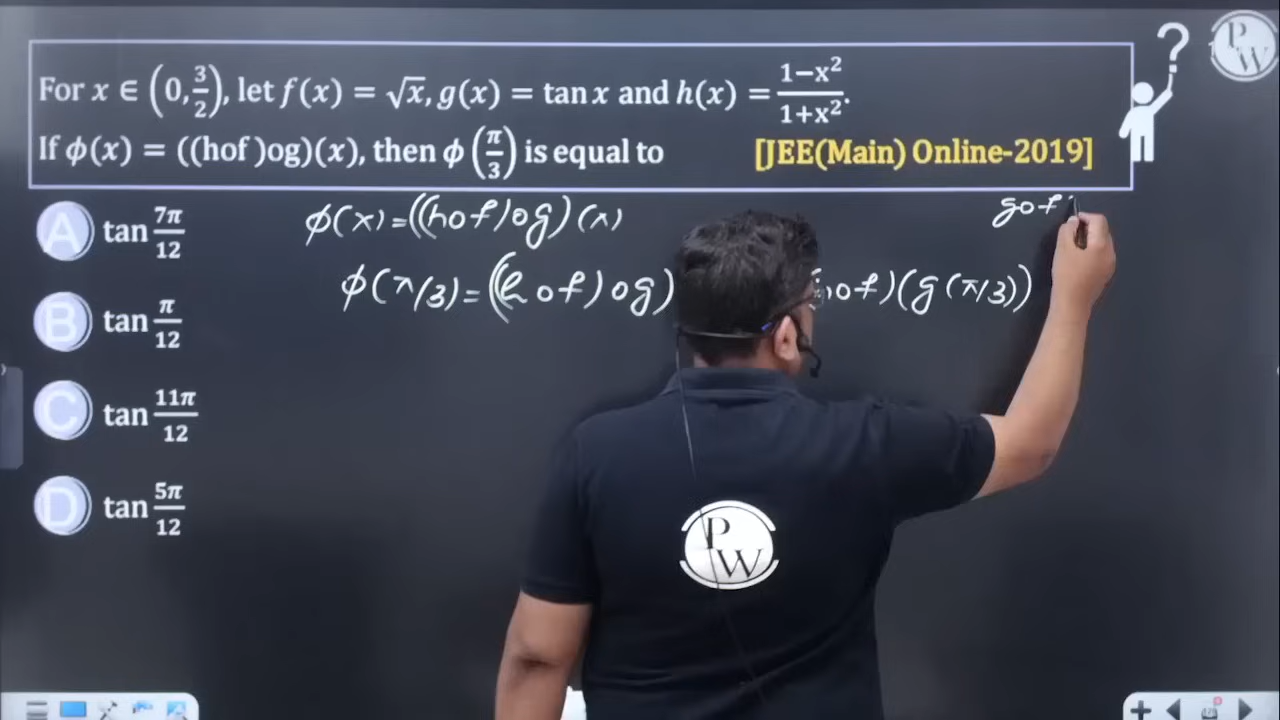 For x ∈ (0, 3/2), let f(x) = √x, g(x) = tan x and h(x) = (1−x²)/(1+x²).
If ϕ(x) = ((hof)og)(x), then ϕ(π/3) is equal to [JEE(Main) Online-2019]
?
P W
A tan 7π/12
B tan π/12
C tan 11π/12
D tan 5π/12
ϕ(x) = ((hof)og)(x)
gof
ϕ(π/3) = ((hof)og)
of)(g(π/3))
P W